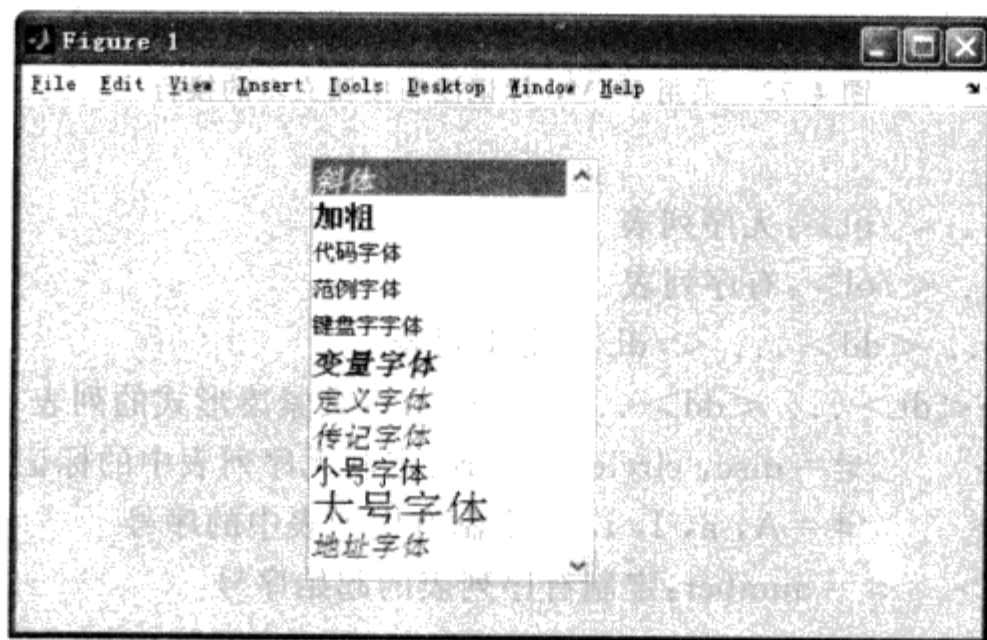 Figure 1
File Edit View Insert Tools Desktop Window Help
斜体
加粗
代码字体
范例字体
键盘字字体
变量字体
定义字体
传记字体
小号字体
大号字体
地址字体